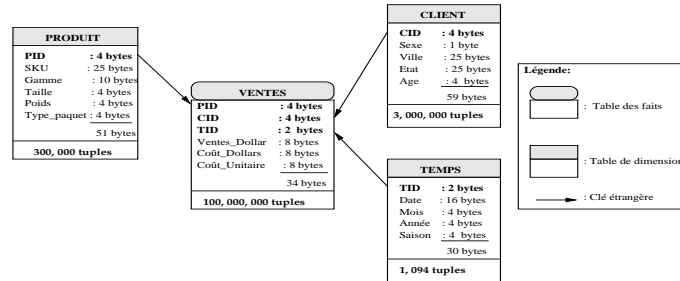 PRODUIT
PID : 4 bytes
SKU : 25 bytes
Gamme : 10 bytes
Taille : 4 bytes
Poids : 4 bytes
Type_paquet : 4 bytes
51 bytes
300, 000 tuples
VENTES
PID : 4 bytes
CID : 4 bytes
TID : 2 bytes
Ventes_Dollar : 8 bytes
Coût_Dollars : 8 bytes
Coût_Unitaire : 8 bytes
34 bytes
100, 000, 000 tuples
CLIENT
CID : 4 bytes
Sexe : 1 byte
Ville : 25 bytes
Etat : 25 bytes
Age : 4 bytes
59 bytes
3, 000, 000 tuples
TEMPS
TID : 2 bytes
Date : 16 bytes
Mois : 4 bytes
Année : 4 bytes
Saison : 4 bytes
30 bytes
1, 094 tuples
Légende:
: Table des faits
: Table de dimension
: Clé étrangère